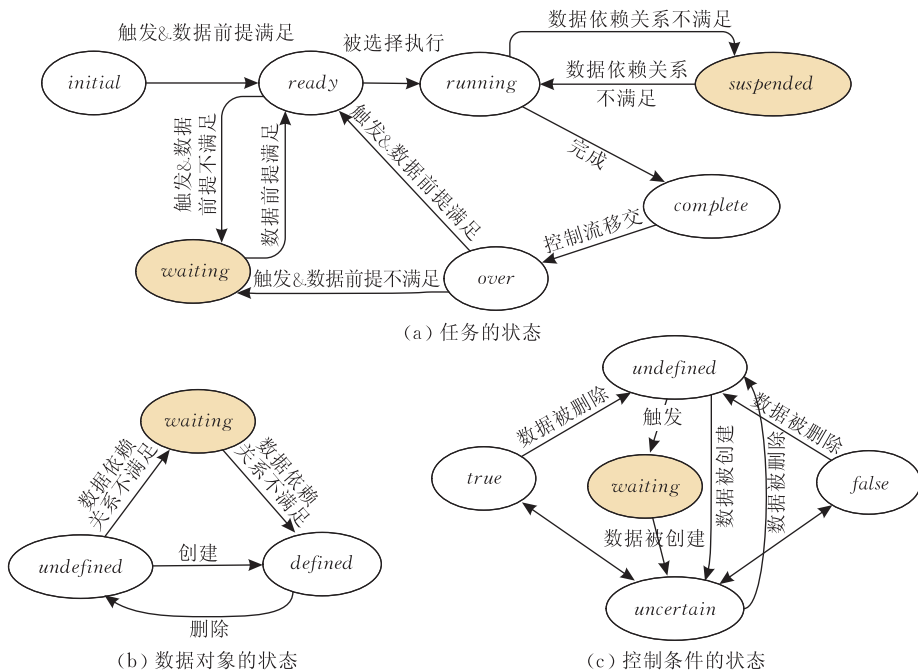 触发&数据前提满足
被选择执行
数据依赖关系不满足
initial
ready
running
数据依赖关系
不满足
suspended
触发&数据
前提不满足
数据前提满足
触发&数据前提满足
完成
complete
控制流移交
waiting
触发&数据前提不满足
over
(a) 任务的状态
waiting
数据依赖
关系不满足
数据依赖
关系不满足
undefined
创建
defined
删除
(b) 数据对象的状态
undefined
数据被删除
触发
数据被创建
数据被删除
数据被删除
true
waiting
false
数据被创建
uncertain
(c) 控制条件的状态